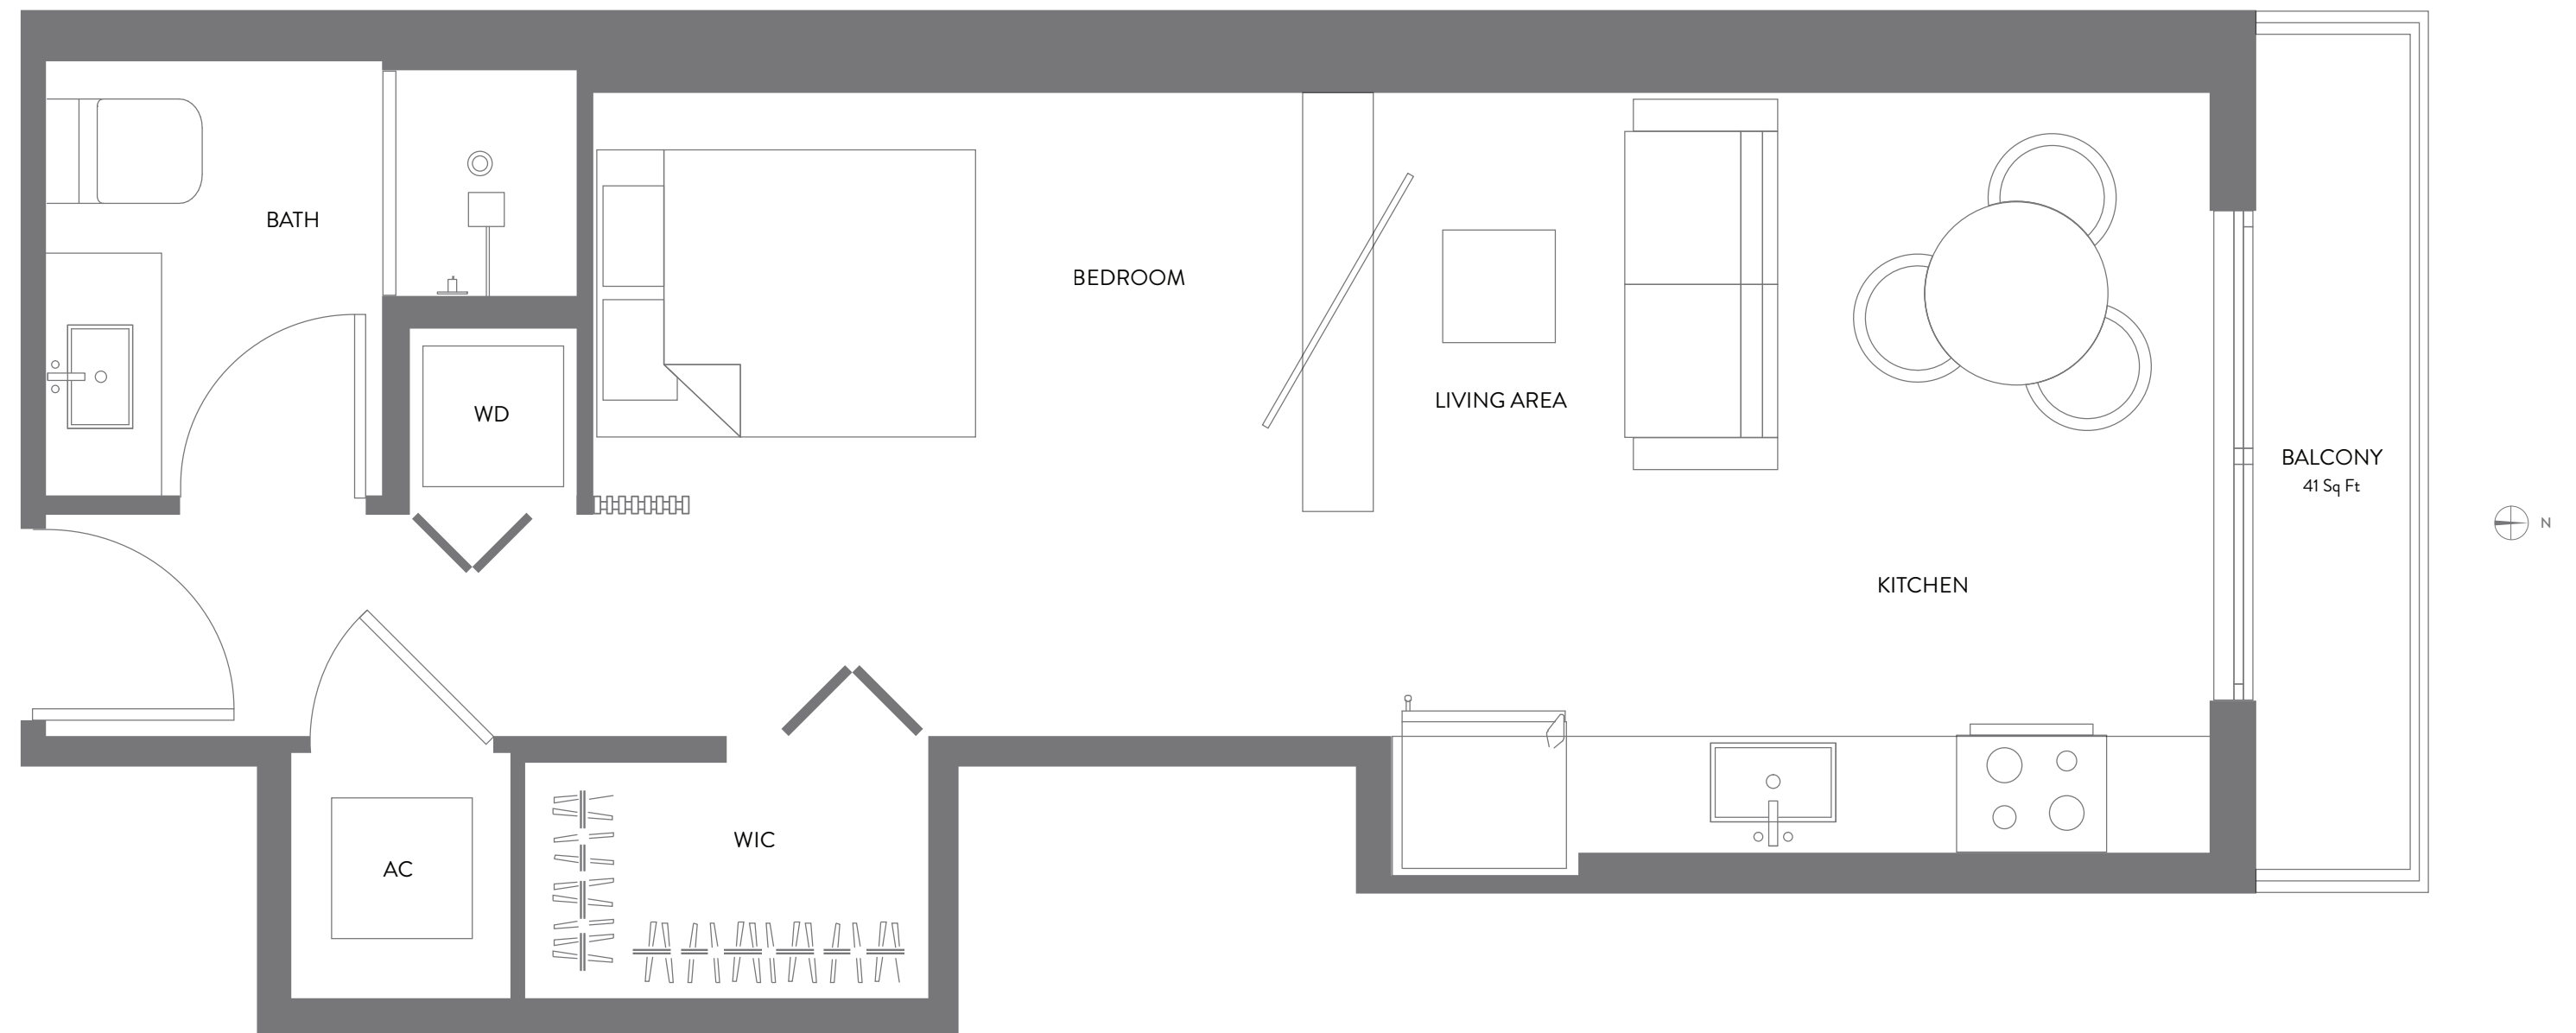 BATH
BEDROOM
WD
LIVING AREA
BALCONY
41 Sq Ft
N
KITCHEN
WIC
AC